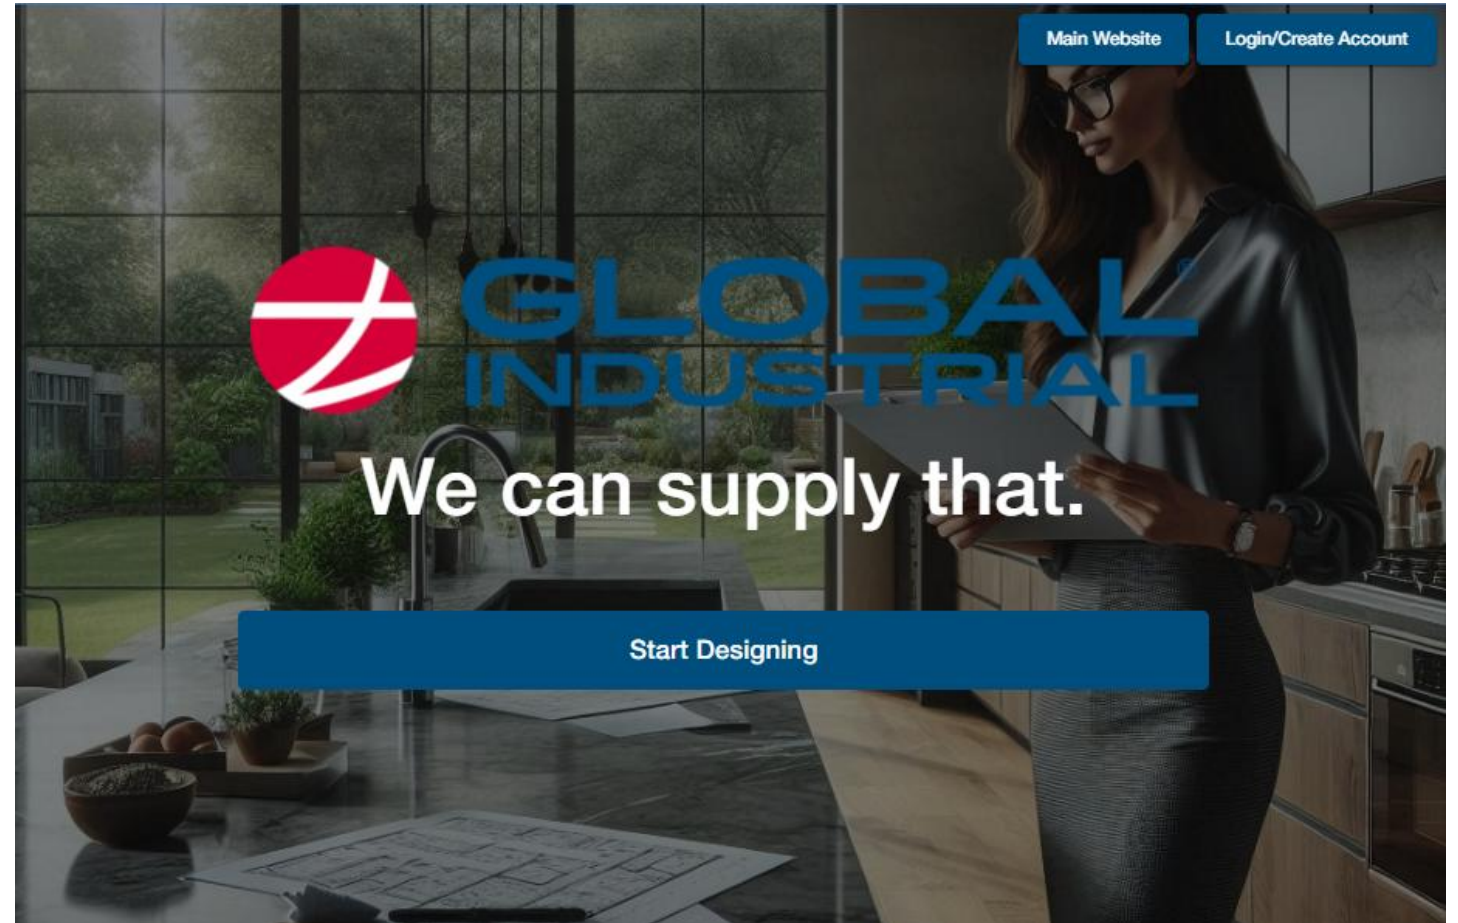 Main Website
Login/Create Account
GLOBAL®
INDUSTRIAL
We can supply that.
Start Designing